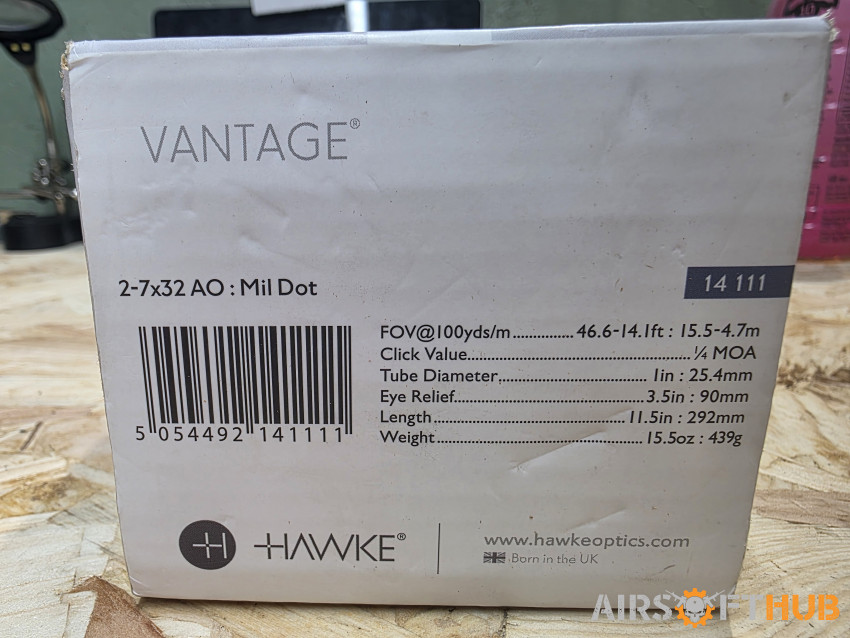 VANTAGE®
2-7x32 AO : Mil Dot
14 111
FOV@100yds/m............... 46.6-14.1ft : 15.5-4.7m
Click Value...................................... ¼ MOA
Tube Diameter......................... 1in : 25.4mm
Eye Relief................................ 3.5in : 90mm
Length................................ 11.5in : 292mm
Weight.................................. 15.5oz : 439g
5 054492 141111
HAWKE®
www.hawkeoptics.com
Born in the UK
AIRSOFTHUB